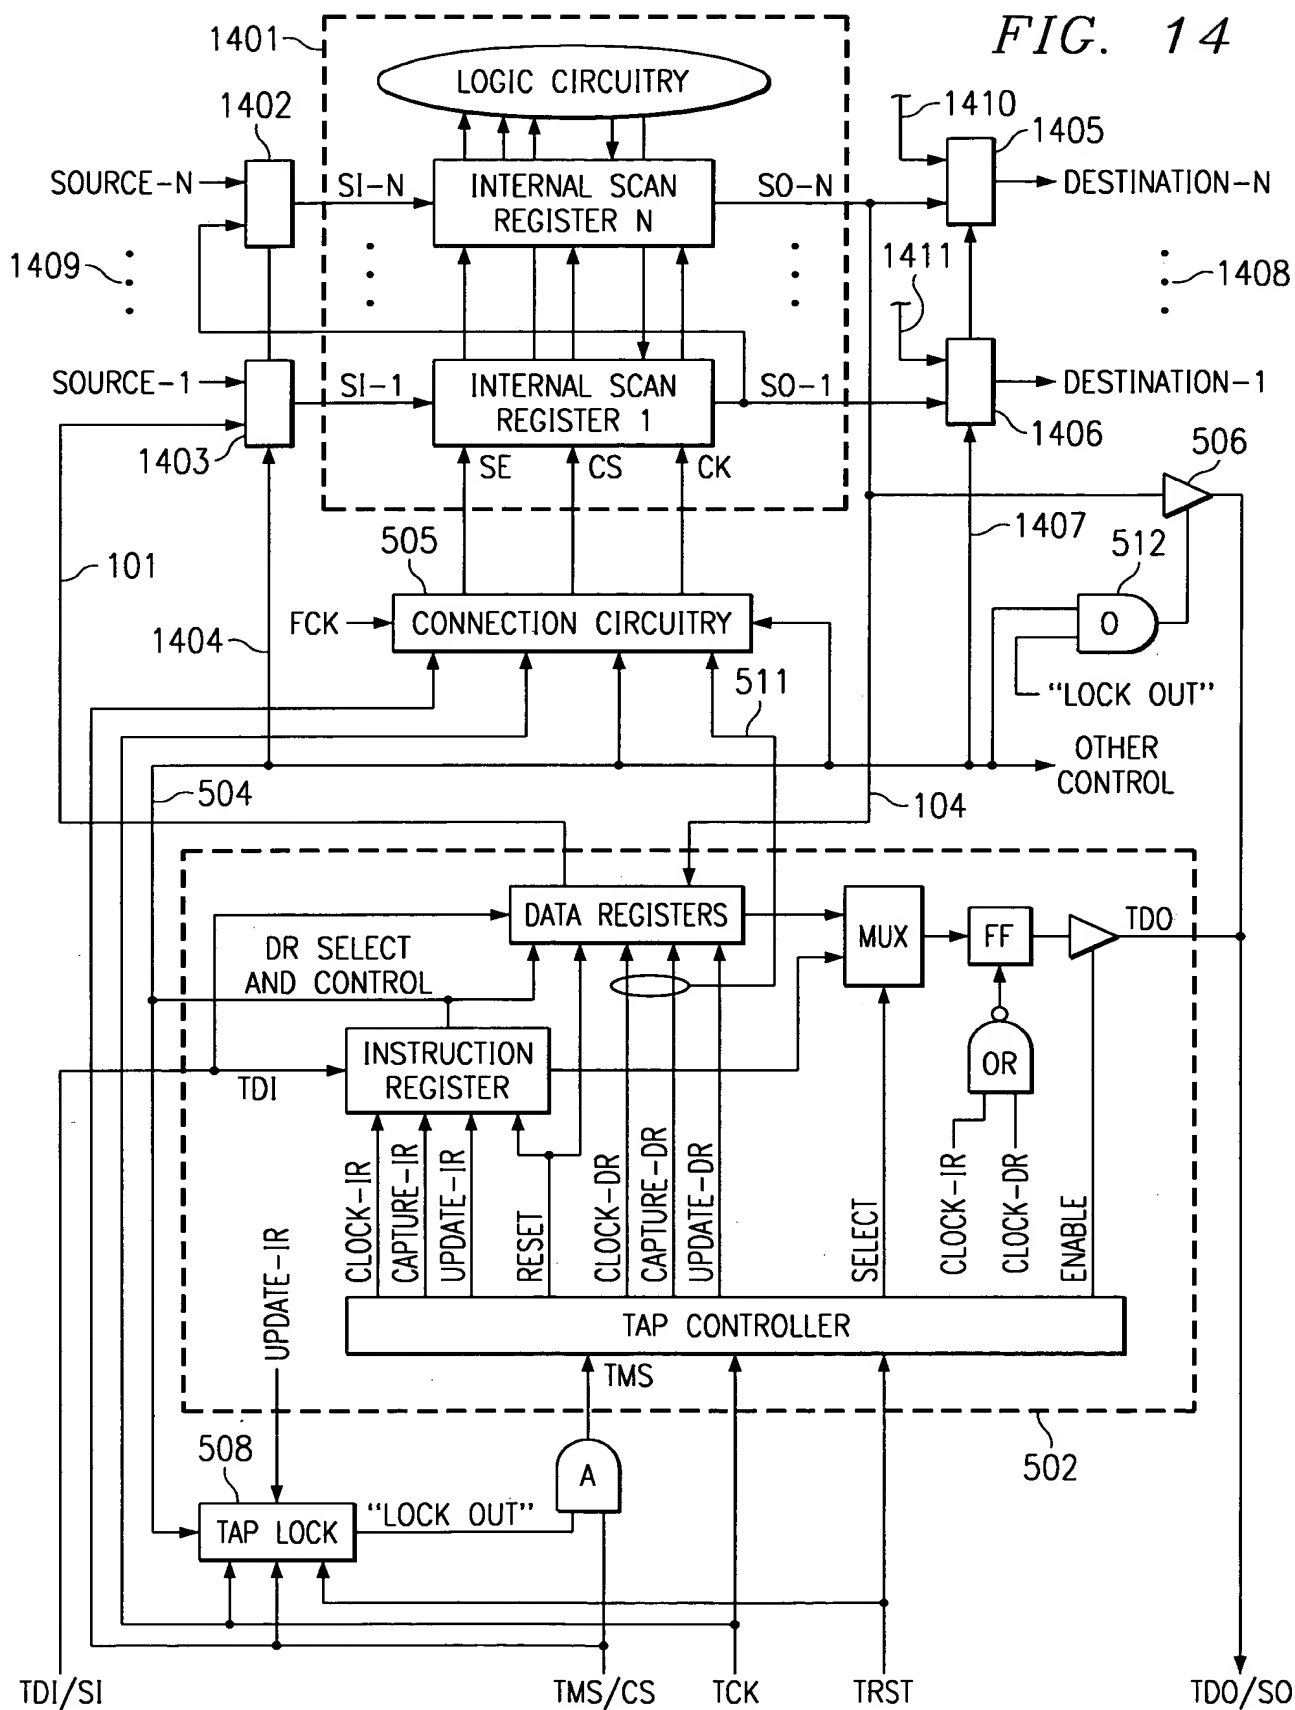 FIG. 14
1401
LOGIC CIRCUITRY
1402
1410
1405
SOURCE-N
SI-N
INTERNAL SCAN
REGISTER N
SO-N
DESTINATION-N
1409
1411
1408
SOURCE-1
SI-1
INTERNAL SCAN
REGISTER 1
SO-1
DESTINATION-1
1403
1406
SE
CS
CK
506
101
505
1407
512
FCK
CONNECTION CIRCUITRY
O
1404
511
"LOCK OUT"
OTHER
CONTROL
504
104
DATA REGISTERS
MUX
FF
TDO
DR SELECT
AND CONTROL
INSTRUCTION
REGISTER
TDI
OR
CLOCK-IR
CAPTURE-IR
UPDATE-IR
RESET
CLOCK-DR
CAPTURE-DR
UPDATE-DR
SELECT
CLOCK-IR
CLOCK-DR
ENABLE
UPDATE-IR
TAP CONTROLLER
TMS
508
A
502
TAP LOCK
"LOCK OUT"
TDI/SI
TMS/CS
TCK
TRST
TDO/SO